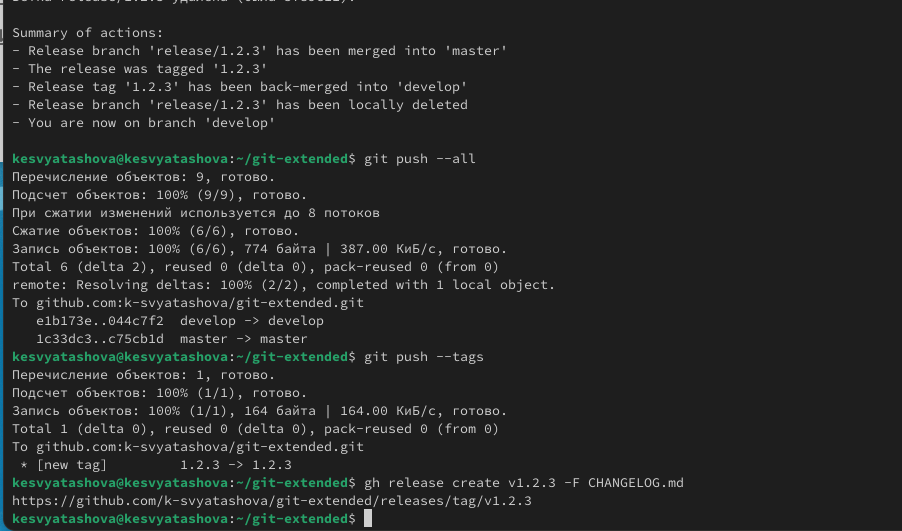 Summary of actions:
- Release branch 'release/1.2.3' has been merged into 'master'
- The release was tagged '1.2.3'
- Release tag '1.2.3' has been back-merged into 'develop'
- Release branch 'release/1.2.3' has been locally deleted
- You are now on branch 'develop'
kesvyatashova@kesvyatashova:~/git-extended$ git push --all
Перечисление объектов: 9, готово.
Подсчет объектов: 100% (9/9), готово.
При сжатии изменений используется до 8 потоков
Сжатие объектов: 100% (6/6), готово.
Запись объектов: 100% (6/6), 774 байта | 387.00 КиБ/с, готово.
Total 6 (delta 2), reused 0 (delta 0), pack-reused 0 (from 0)
remote: Resolving deltas: 100% (2/2), completed with 1 local object.
To github.com:k-svyatashova/git-extended.git
   e1b173e..044c7f2  develop -> develop
   1c33dc3..c75cb1d  master -> master
kesvyatashova@kesvyatashova:~/git-extended$ git push --tags
Перечисление объектов: 1, готово.
Подсчет объектов: 100% (1/1), готово.
Запись объектов: 100% (1/1), 164 байта | 164.00 КиБ/с, готово.
Total 1 (delta 0), reused 0 (delta 0), pack-reused 0 (from 0)
To github.com:k-svyatashova/git-extended.git
 * [new tag]         1.2.3 -> 1.2.3
kesvyatashova@kesvyatashova:~/git-extended$ gh release create v1.2.3 -F CHANGELOG.md
https://github.com/k-svyatashova/git-extended/releases/tag/v1.2.3
kesvyatashova@kesvyatashova:~/git-extended$